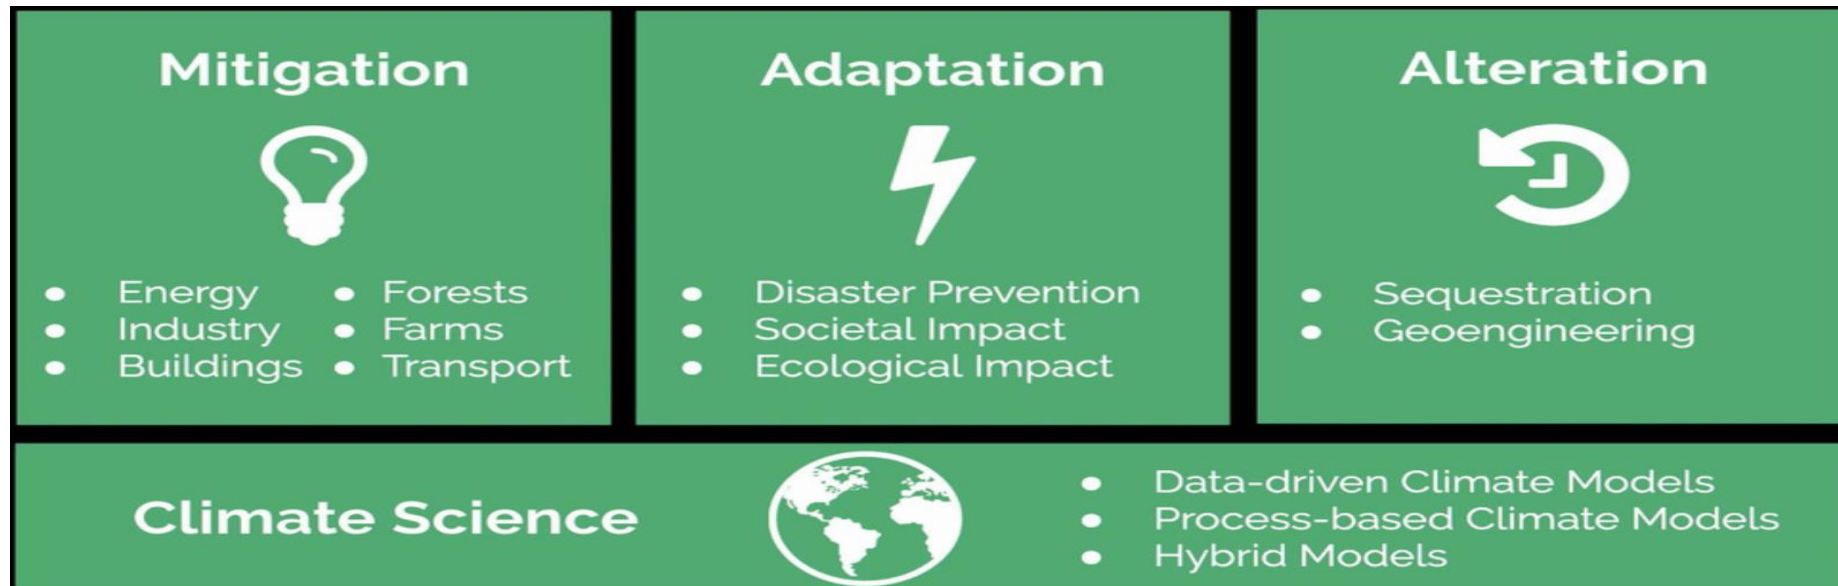 Mitigation
Energy
Industry
Buildings
Forests
Farms
Transport
Adaptation
Disaster Prevention
Societal Impact
Ecological Impact
Alteration
Sequestration
Geoengineering
Climate Science
Data-driven Climate Models
Process-based Climate Models
Hybrid Models